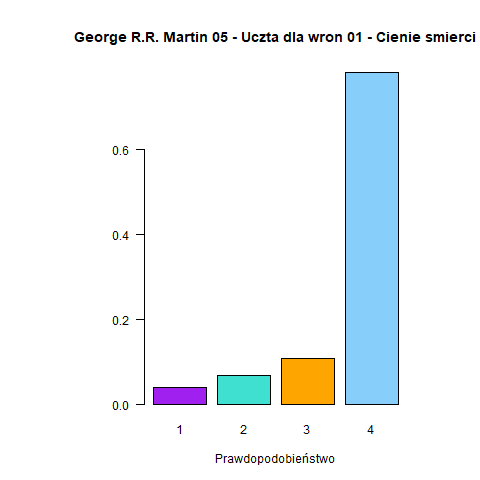 George R.R. Martin 05 - Uczta dla wron 01 - Cienie smierci
0.6
0.4
0.2
0.0
1 2 3 4
Prawdopodobieństwo